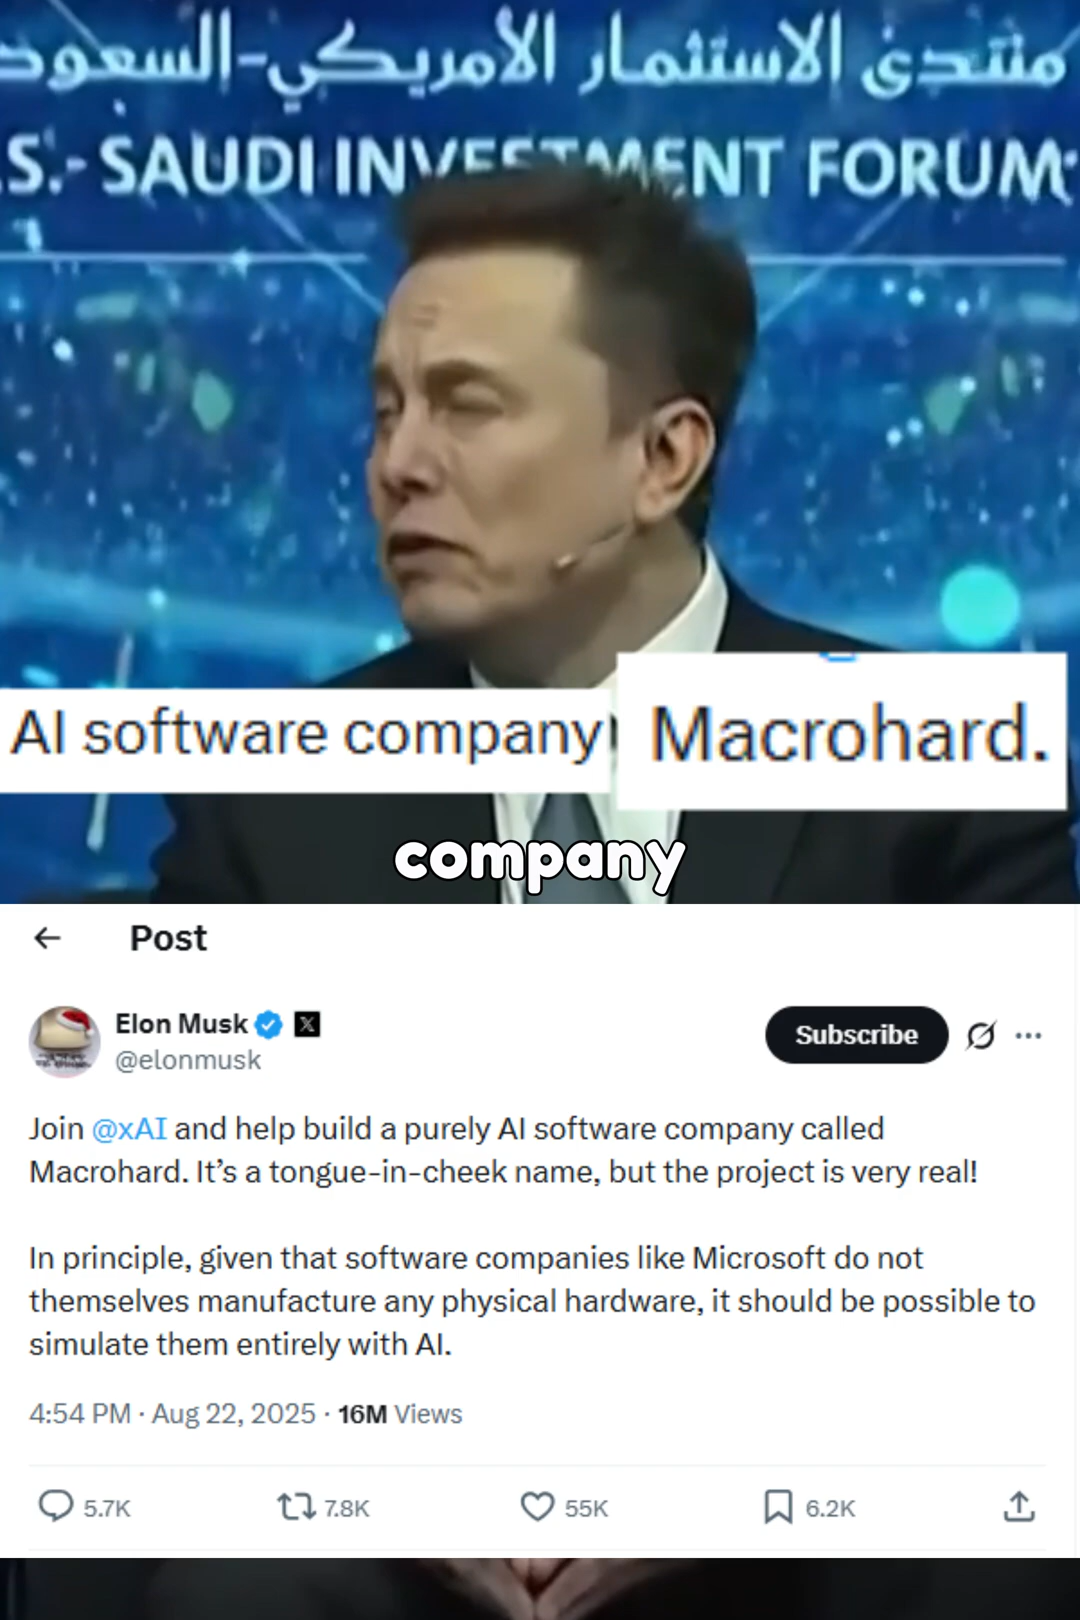 منتدى الاستثمار الأمريكي-السعود
.S.- SAUDI INVESTMENT FORUM
AI software company
Macrohard.
company
Post
Elon Musk
@elonmusk
Subscribe
Join @xAI and help build a purely AI software company called
Macrohard. It’s a tongue-in-cheek name, but the project is very real!
In principle, given that software companies like Microsoft do not
themselves manufacture any physical hardware, it should be possible to
simulate them entirely with AI.
4:54 PM · Aug 22, 2025 · 16M Views
5.7K
7.8K
55K
6.2K